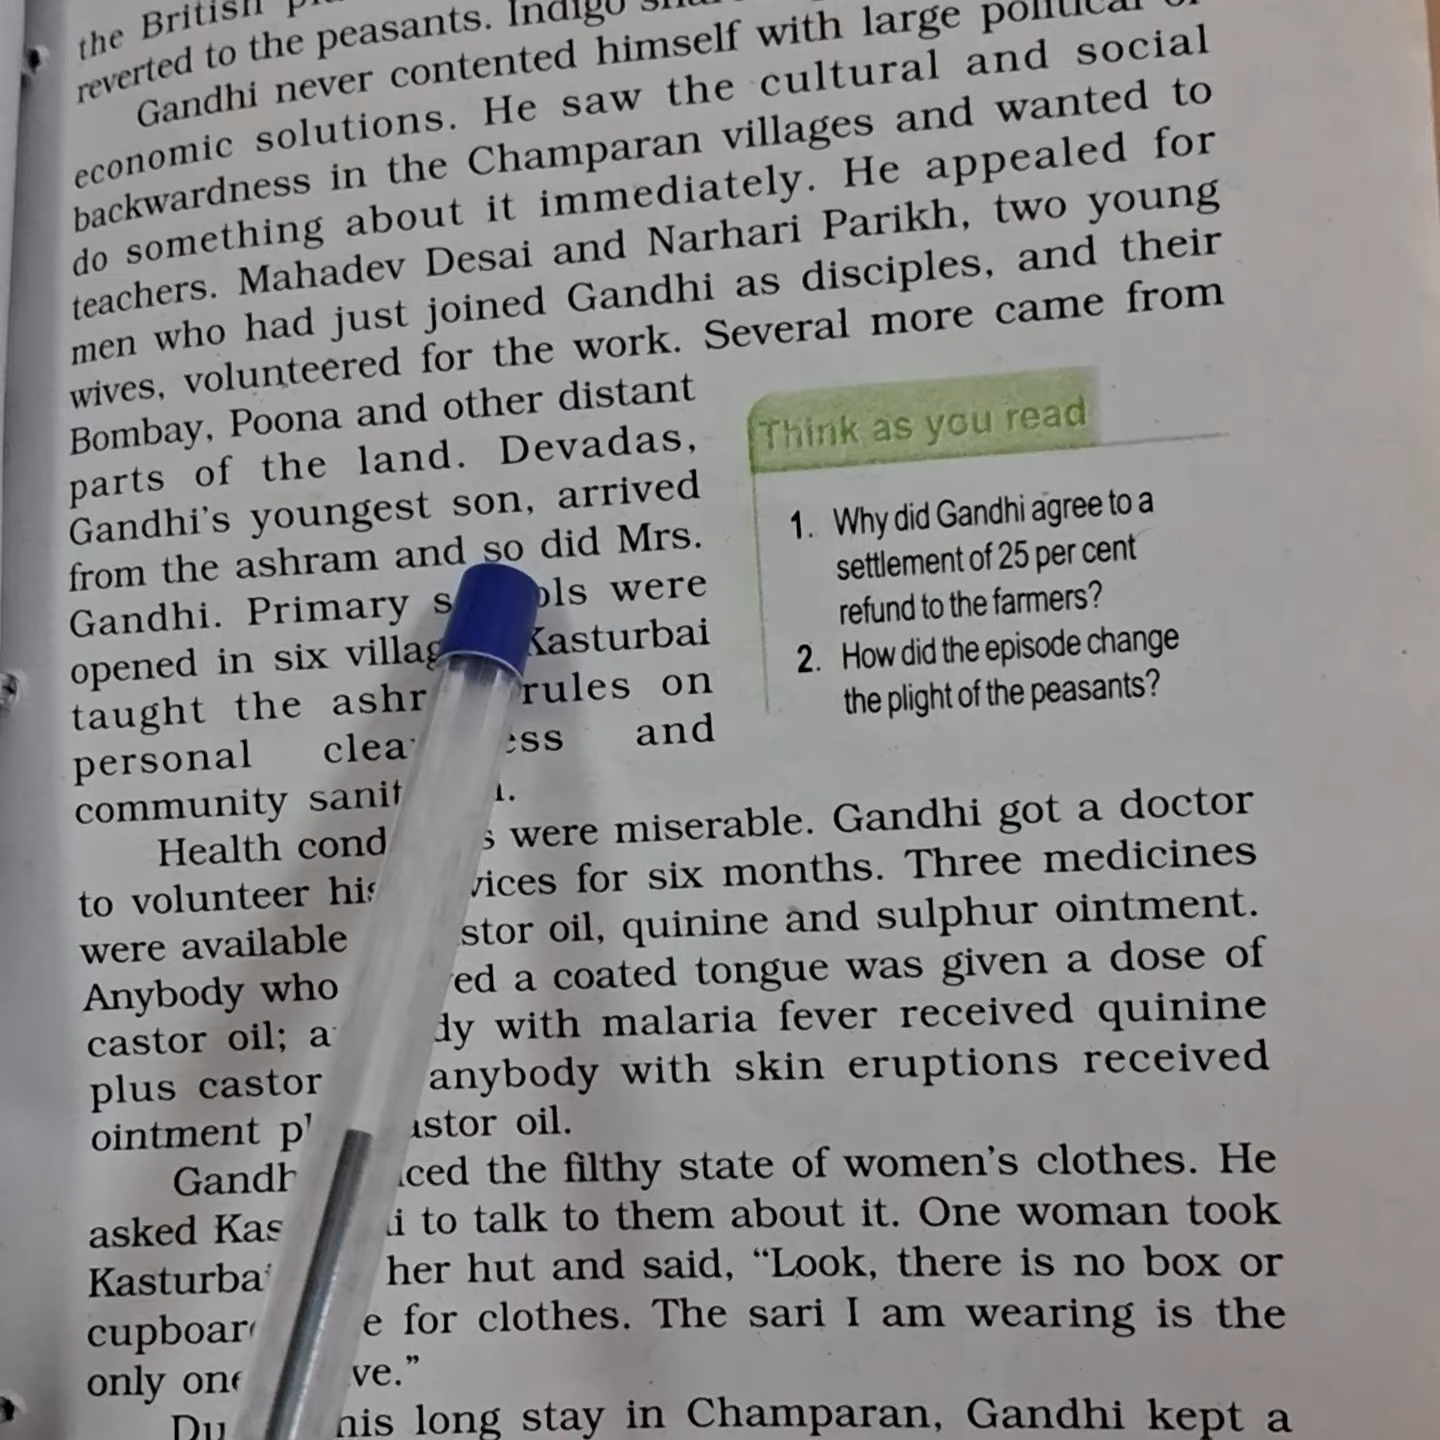 the British
reverted to the peasants. Indigo
Gandhi never contented himself with large political or
economic solutions. He saw the cultural and social
backwardness in the Champaran villages and wanted to
do something about it immediately. He appealed for
teachers. Mahadev Desai and Narhari Parikh, two young
men who had just joined Gandhi as disciples, and their
wives, volunteered for the work. Several more came from
Bombay, Poona and other distant
parts of the land. Devadas,
Gandhi's youngest son, arrived
from the ashram and so did Mrs.
Gandhi. Primary were
opened in six Kasturbai
taught the rules on
personal and
community
Health were miserable. Gandhi got a doctor
to volunteer for six months. Three medicines
were available oil, quinine and sulphur ointment.
Anybody who a coated tongue was given a dose of
castor oil; with malaria fever received quinine
plus castor anybody with skin eruptions received
ointment oil.
the filthy state of women's clothes. He
asked to talk to them about it. One woman took
her hut and said, "Look, there is no box or
for clothes. The sari I am wearing is the
only
his long stay in Champaran, Gandhi kept a
Think as you read
1. Why did Gandhi agree to a
settlement of 25 per cent
refund to the farmers?
2. How did the episode change
the plight of the peasants?